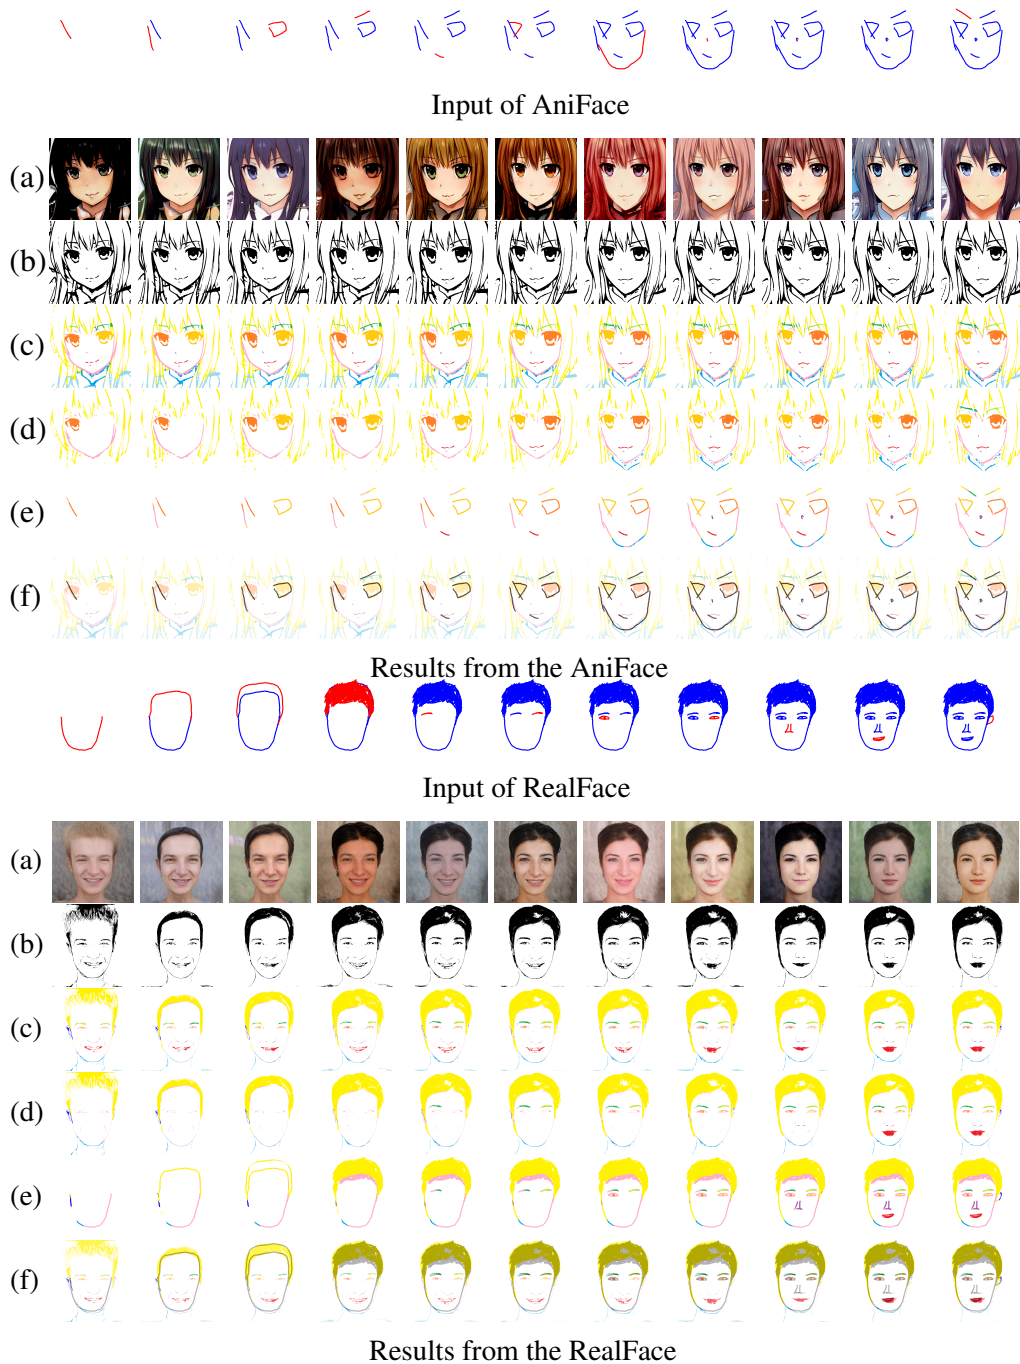 Input of AniFace
(a)
(b)
(c)
(d)
(e)
(f)
Results from the AniFace
Input of RealFace
(a)
(b)
(c)
(d)
(e)
(f)
Results from the RealFace